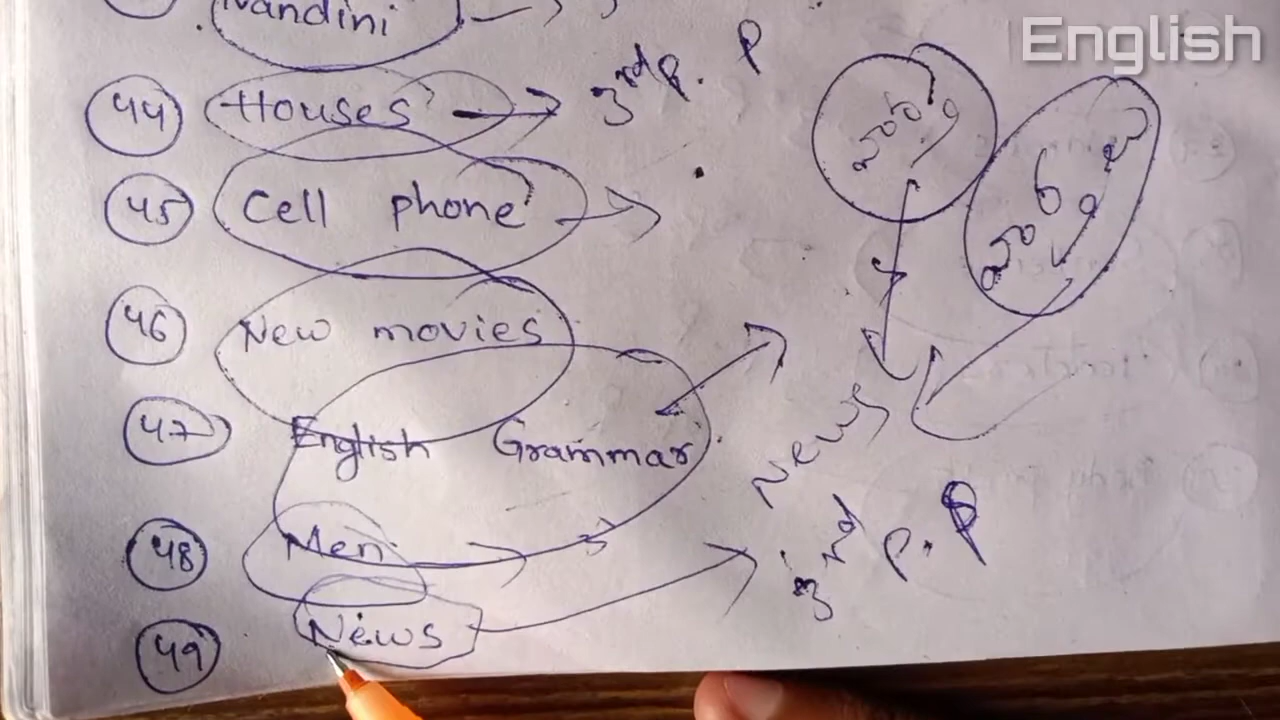 English
Nandini
44 Houses 3rd P. P
45 Cell phone
46 New movies
47 English Grammar
News
48 Men
3rd P. P
49 News